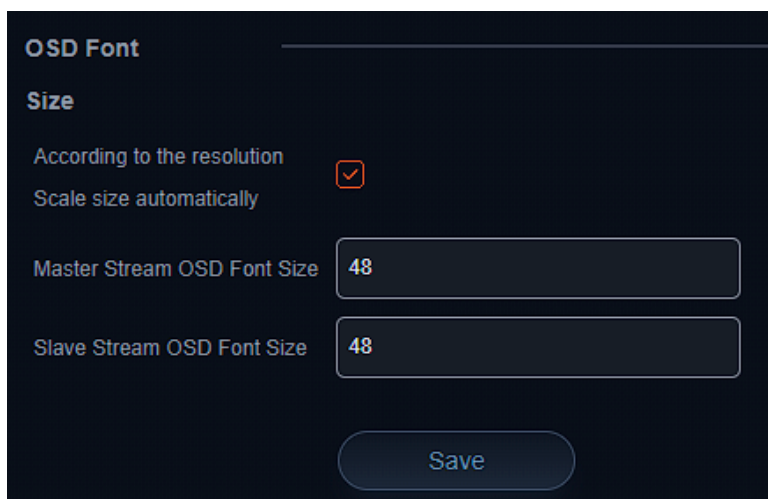 OSD Font
Size
According to the resolution
Scale size automatically
Master Stream OSD Font Size 48
Slave Stream OSD Font Size 48
Save